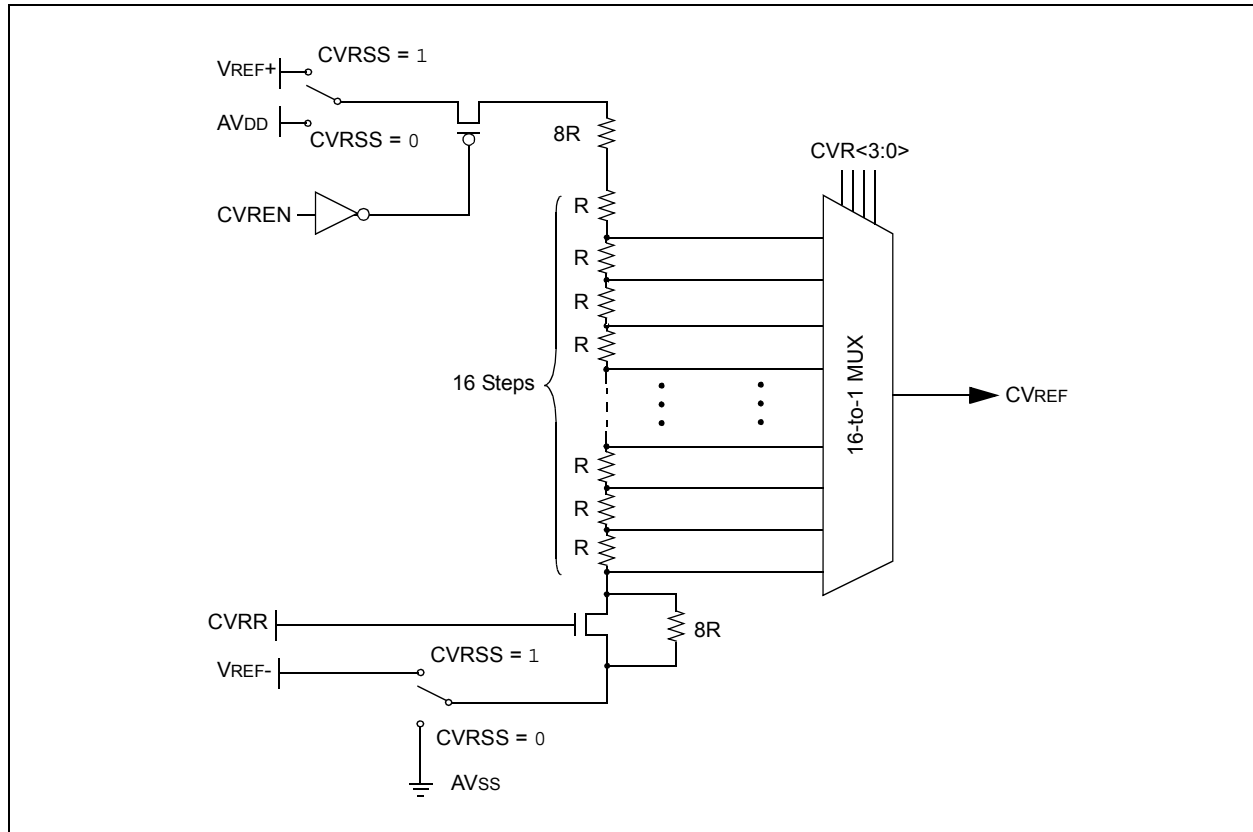 CVRSS = 1
VREF+
AVDD
CVRSS = 0
8R
CVREN
CVR<3:0>
R
R
R
R
16 Steps
16-to-1 MUX
CVREF
R
R
R
CVRR
8R
CVRSS = 1
VREF-
CVRSS = 0
AVSS